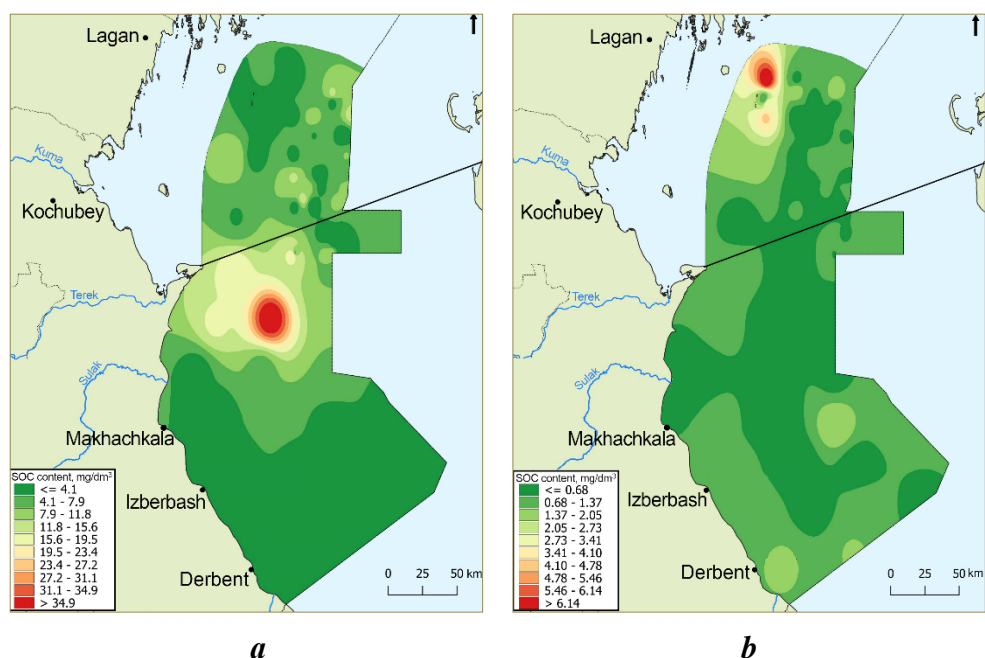 Lagan
Kuma
Kochubey
Terek
Sulak
Makhachkala
SOC content, mg/dm³
<= 4.1
4.1 - 7.9
7.9 - 11.8
11.8 - 15.6
15.6 - 19.5
19.5 - 23.4
23.4 - 27.2
27.2 - 31.1
31.1 - 34.9
> 34.9
Izberbash
Derbent
0 25 50 km
a
Lagan
Kuma
Kochubey
Terek
Sulak
Makhachkala
SOC content, mg/dm³
<= 0.68
0.68 - 1.37
1.37 - 2.05
2.05 - 2.73
2.73 - 3.41
3.41 - 4.10
4.10 - 4.78
4.78 - 5.46
5.46 - 6.14
> 6.14
Izberbash
Derbent
0 25 50 km
b